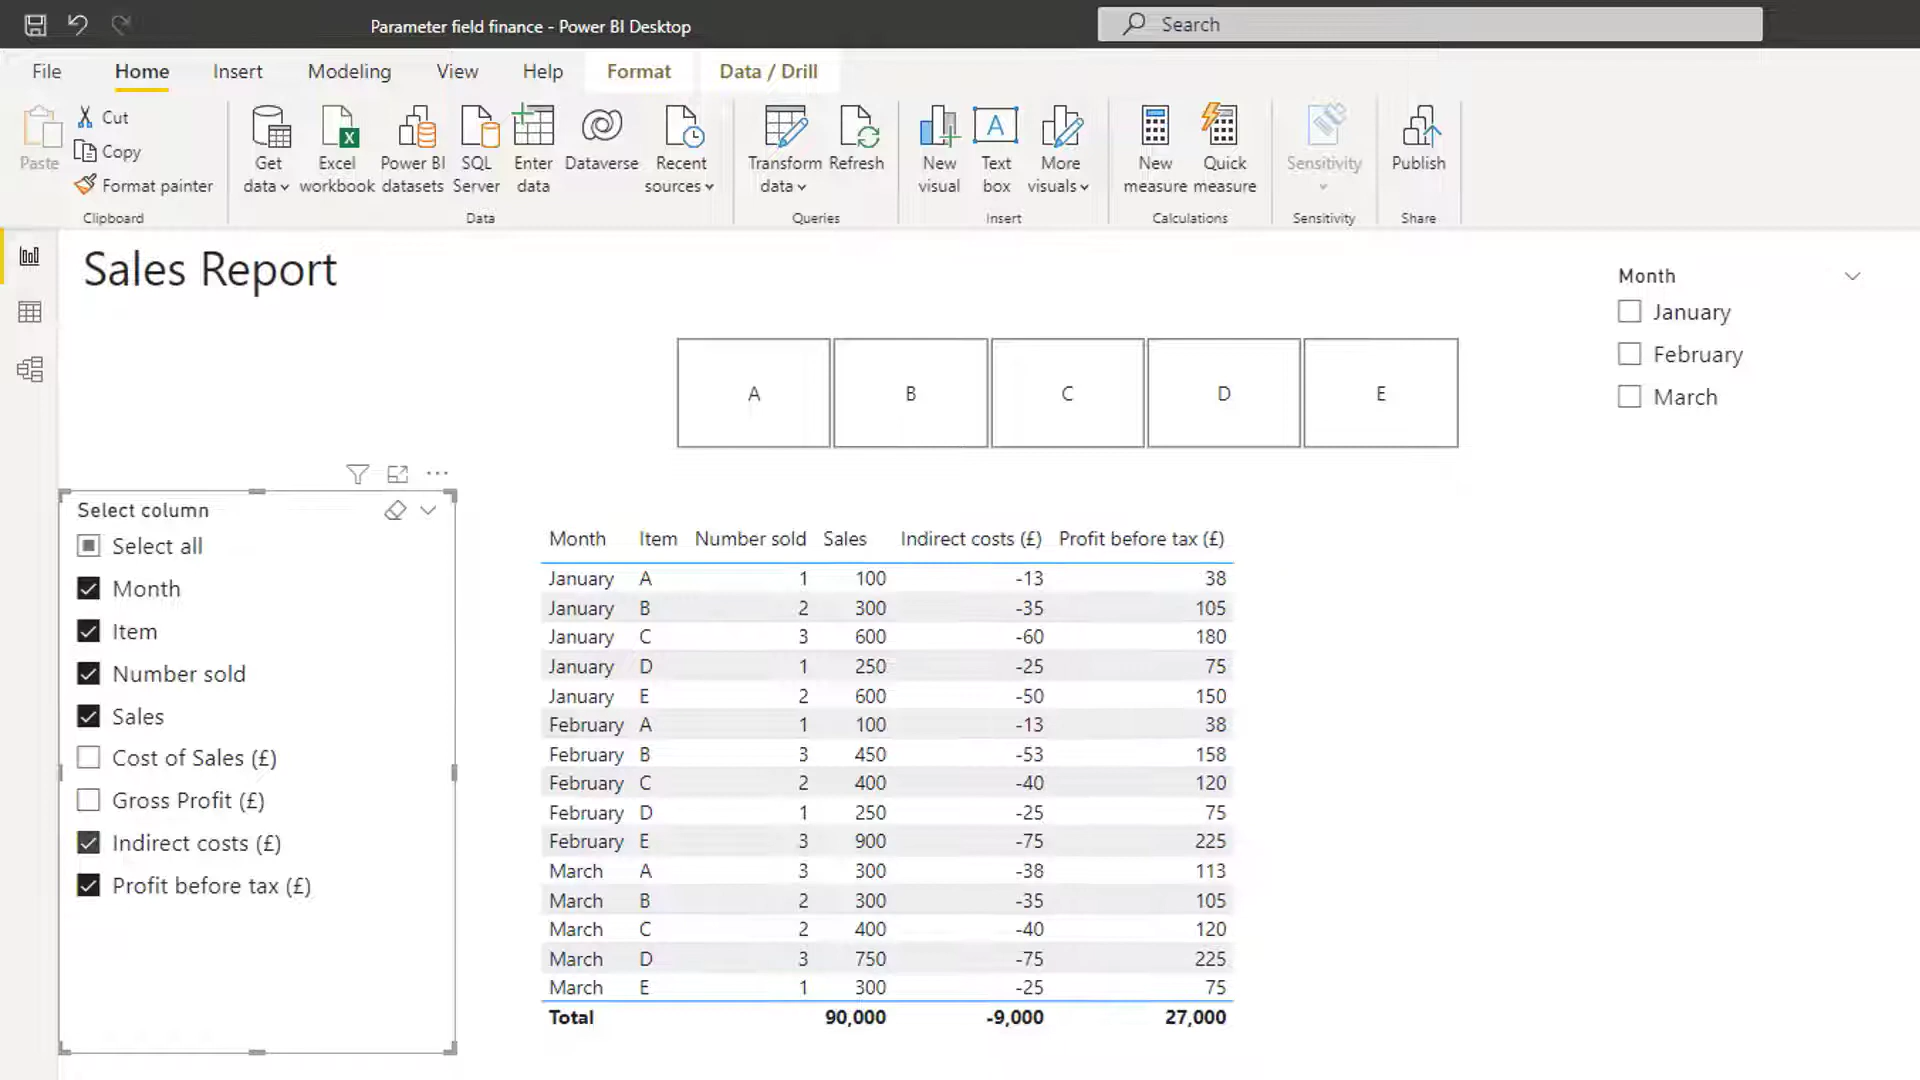 Parameter field finance - Power BI Desktop
Search
File Home Insert Modeling View Help Format Data / Drill
Paste
Cut
Copy
Format painter
Clipboard
Get data
Excel workbook
Power BI datasets
SQL Server
Enter data
Dataverse
Recent sources
Data
Transform data
Refresh
Queries
New visual
A
Text box
More visuals
Insert
New measure
Quick measure
Calculations
Sensitivity
Sensitivity
Publish
Share
Sales Report
Month
January
February
March
A B C D E
Select column
Select all
Month
Item
Number sold
Sales
Cost of Sales (£)
Gross Profit (£)
Indirect costs (£)
Profit before tax (£)
Month Item Number sold Sales Indirect costs (£) Profit before tax (£)
January A 1 100 -13 38
January B 2 300 -35 105
January C 3 600 -60 180
January D 1 250 -25 75
January E 2 600 -50 150
February A 1 100 -13 38
February B 3 450 -53 158
February C 2 400 -40 120
February D 1 250 -25 75
February E 3 900 -75 225
March A 3 300 -38 113
March B 2 300 -35 105
March C 2 400 -40 120
March D 3 750 -75 225
March E 1 300 -25 75
Total 90,000 -9,000 27,000